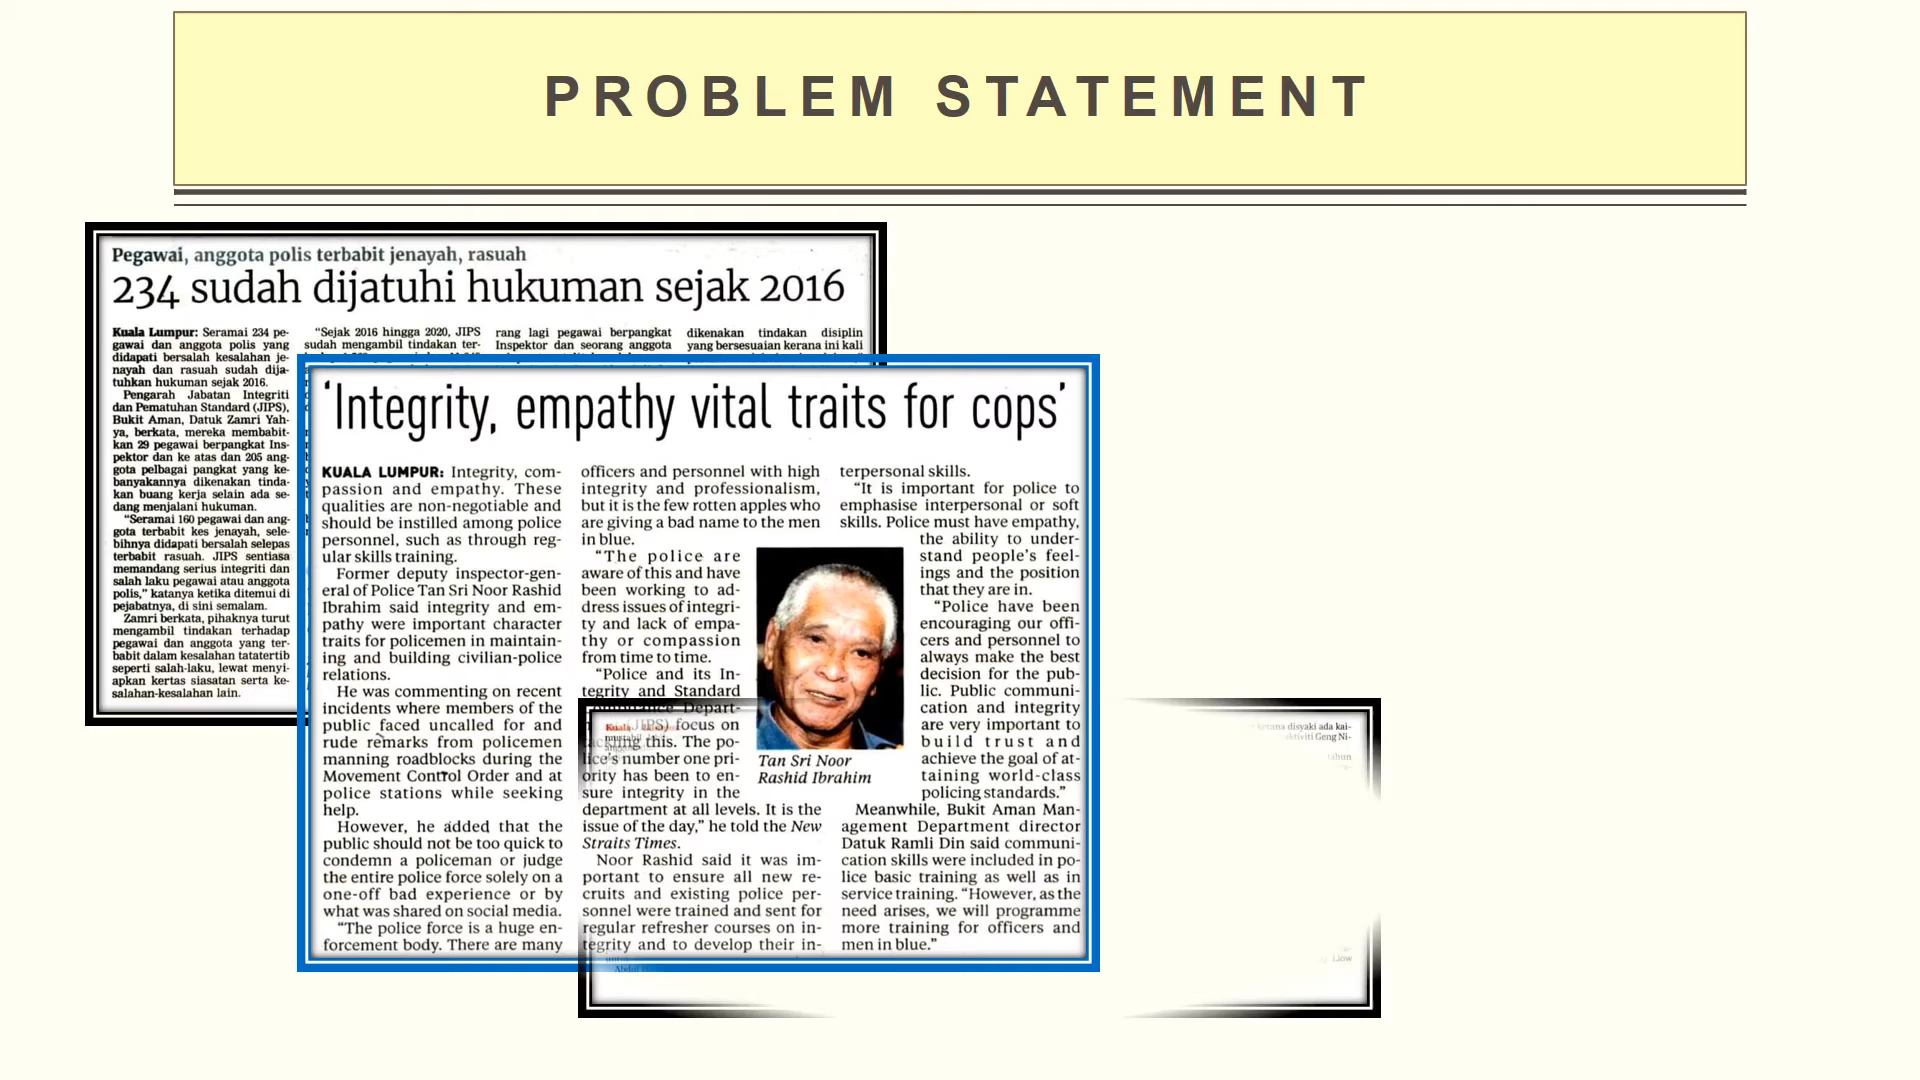 PROBLEM STATEMENT
Pegawai, anggota polis terbabit jenayah, rasuah
234 sudah dijatuhi hukuman sejak 2016
Kuala Lumpur: Seramai 234 pe-
gawai dan anggota polis yang
didapati bersalah kesalahan je-
nayah dan rasuah sudah dija-
tuhkan hukuman sejak 2016.
Pengarah Jabatan Integriti
dan Pematuhan Standard (JIPS),
Bukit Aman, Datuk Zamri Yah-
ya, berkata, mereka membabit-
kan 29 pegawai berpangkat Ins-
pektor dan ke atas dan 205 ang-
gota pelbagai pangkat yang ke-
banyakannya dikenakan tinda-
kan buang kerja selain ada se-
dang menjalani hukuman.
“Seramai 160 pegawai dan ang-
gota terbabit kes jenayah, sele-
bihnya didapati bersalah selepas
terbabit rasuah. JIPS sentiasa
memandang serius integriti dan
salah laku pegawai atau anggota
polis,” katanya ketika ditemui di
pejabatnya, di sini semalam.
Zamri berkata, pihaknya turut
mengambil tindakan terhadap
pegawai dan anggota yang ter-
babit dalam kesalahan tatatertib
seperti salah-laku, lewat menyi-
apkan kertas siasatan serta ke-
salahan-kesalahan lain.
“Sejak 2016 hingga 2020, JIPS
sudah mengambil tindakan ter-
rang lagi pegawai berpangkat
Inspektor dan seorang anggota
dikenakan tindakan disiplin
yang bersesuaian kerana ini kali
‘Integrity, empathy vital traits for cops’
KUALA LUMPUR: Integrity, com-
passion and empathy. These
qualities are non-negotiable and
should be instilled among police
personnel, such as through reg-
ular skills training.
Former deputy inspector-gen-
eral of Police Tan Sri Noor Rashid
Ibrahim said integrity and em-
pathy were important character
traits for policemen in maintain-
ing and building civilian-police
relations.
He was commenting on recent
incidents where members of the
public faced uncalled for and
rude remarks from policemen
manning roadblocks during the
Movement Control Order and at
police stations while seeking
help.
However, he added that the
public should not be too quick to
condemn a policeman or judge
the entire police force solely on a
one-off bad experience or by
what was shared on social media.
“The police force is a huge en-
forcement body. There are many
officers and personnel with high
integrity and professionalism,
but it is the few rotten apples who
are giving a bad name to the men
in blue.
“The police are
aware of this and have
been working to ad-
dress issues of integri-
ty and lack of empa-
thy or compassion
from time to time.
“Police and its In-
tegrity and Standard
Depart-
(JIPS) focus on
tackling this. The po-
lice’s number one pri-
ority has been to en-
sure integrity in the
department at all levels. It is the
issue of the day,” he told the New
Straits Times.
Noor Rashid said it was im-
portant to ensure all new re-
cruits and existing police per-
sonnel were trained and sent for
regular refresher courses on in-
tegrity and to develop their in-
Tan Sri Noor
Rashid Ibrahim
terpersonal skills.
“It is important for police to
emphasise interpersonal or soft
skills. Police must have empathy,
the ability to under-
stand people’s feel-
ings and the position
that they are in.
“Police have been
encouraging our offi-
cers and personnel to
always make the best
decision for the pub-
lic. Public communi-
cation and integrity
are very important to
build trust and
achieve the goal of at-
taining world-class
policing standards.”
Meanwhile, Bukit Aman Man-
agement Department director
Datuk Ramli Din said communi-
cation skills were included in po-
lice basic training as well as in
service training. “However, as the
need arises, we will programme
more training for officers and
men in blue.”
Kuala
kerana disyaki ada kai-
aktiviti Geng Ni-